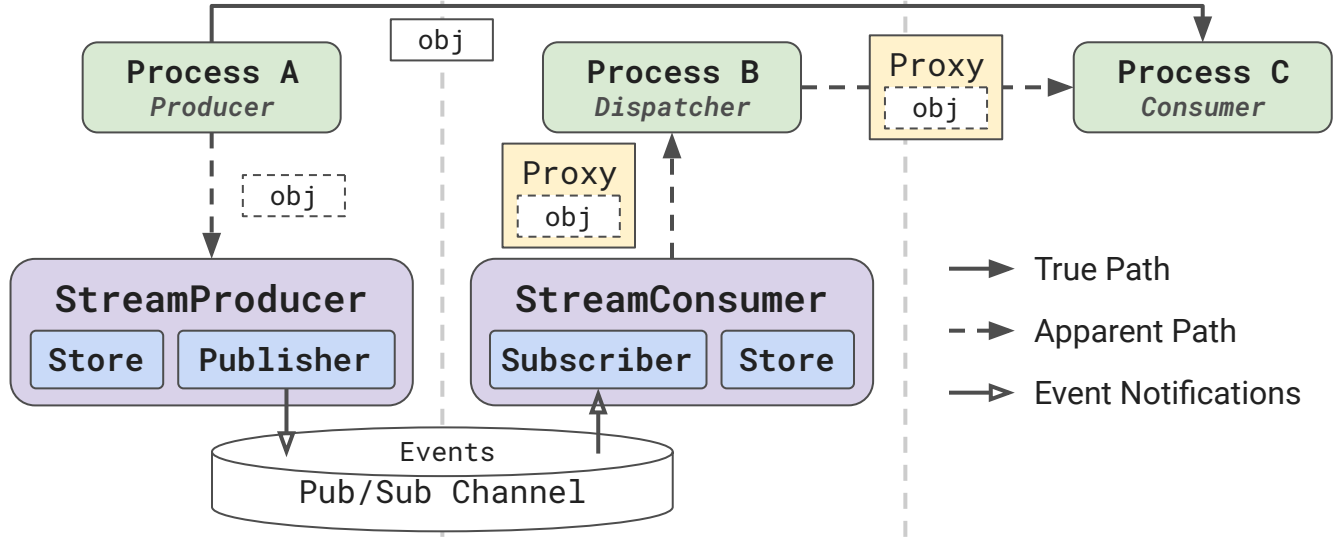 obj
Process A
Producer
Process B
Dispatcher
Proxy
obj
Process C
Consumer
obj
Proxy
obj
StreamProducer
Store
Publisher
StreamConsumer
Subscriber
Store
Events
Pub/Sub Channel
True Path
Apparent Path
Event Notifications